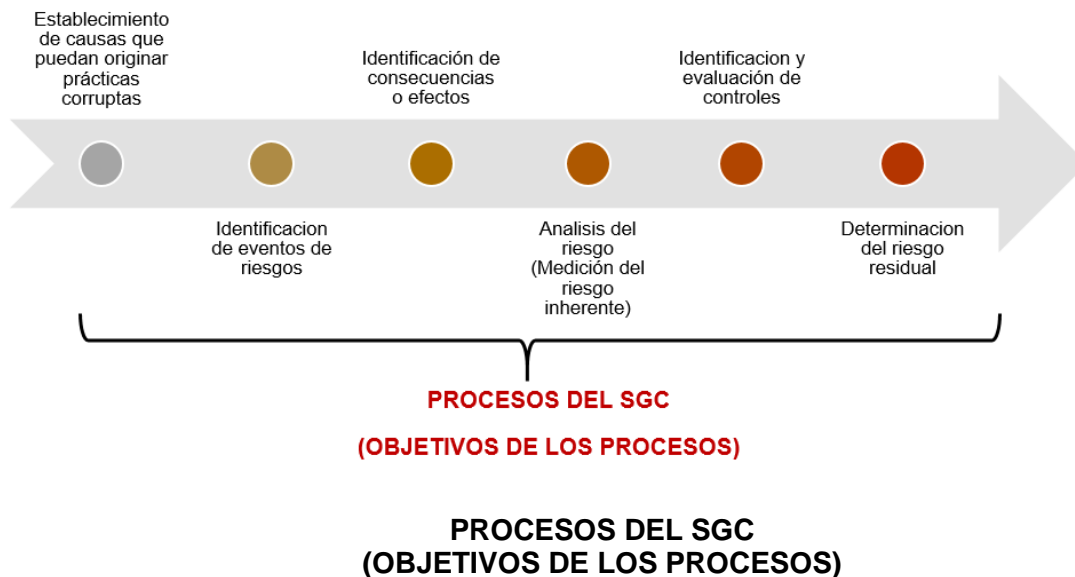 Establecimiento
de causas que
puedan originar
prácticas
corruptas
Identificacion
de eventos de
riesgos
Identificación de
consecuencias
o efectos
Analisis del
riesgo
(Medición del
riesgo
inherente)
Identificacion y
evaluación de
controles
Determinacion
del riesgo
residual
PROCESOS DEL SGC
(OBJETIVOS DE LOS PROCESOS)
PROCESOS DEL SGC
(OBJETIVOS DE LOS PROCESOS)